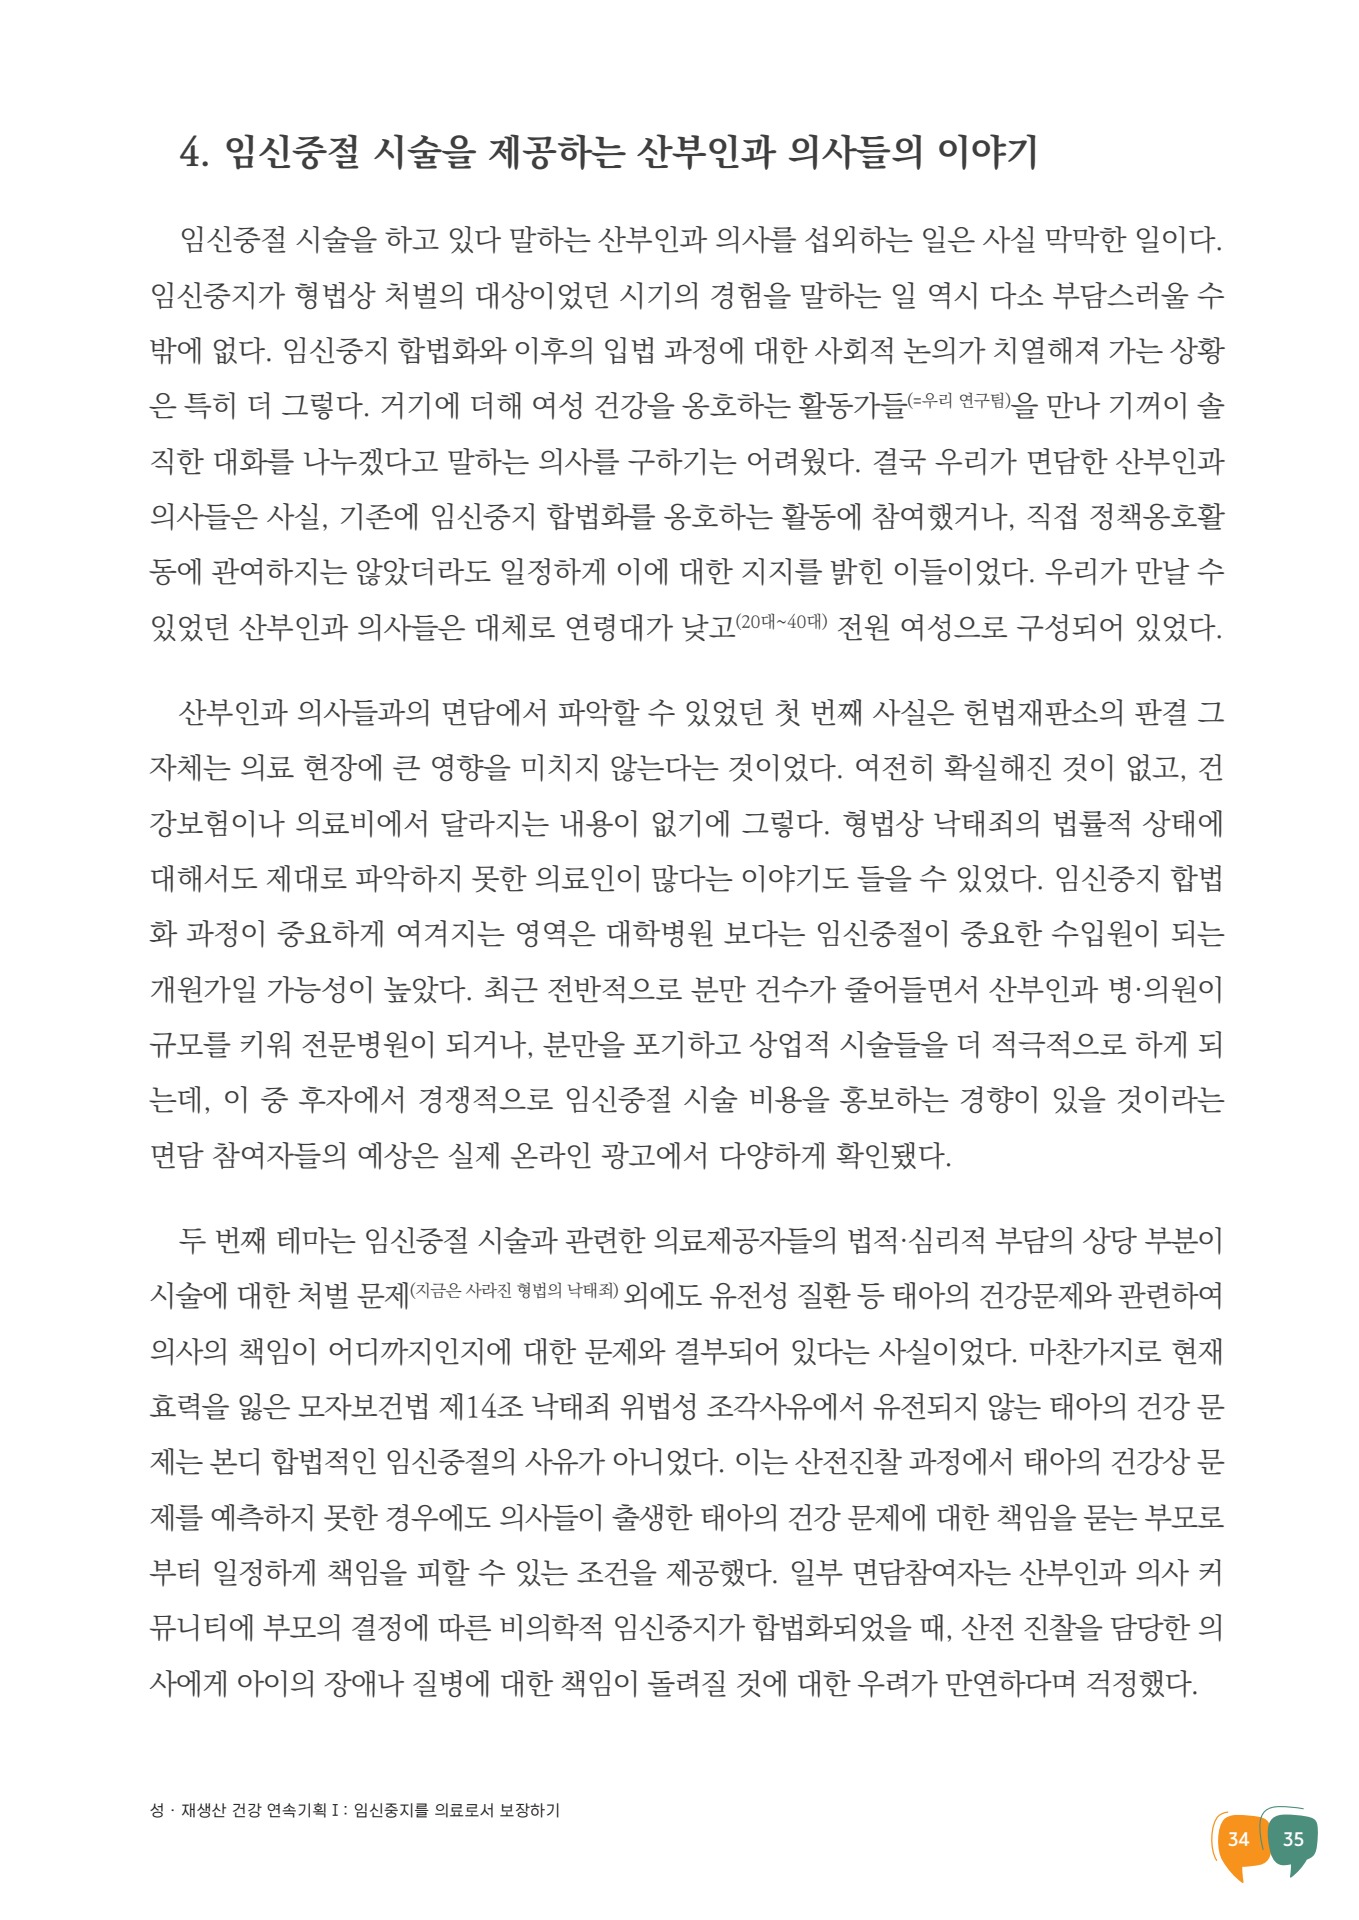 4. 임신중절 시술을 제공하는 산부인과 의사들의 이야기
임신중절 시술을 하고 있다 말하는 산부인과 의사를 섭외하는 일은 사실 막막한 일이다.
임신중지가 형법상 처벌의 대상이었던 시기의 경험을 말하는 일 역시 다소 부담스러울 수
밖에 없다. 임신중지 합법화와 이후의 입법 과정에 대한 사회적 논의가 치열해져 가는 상황
은 특히 더 그렇다. 거기에 더해 여성 건강을 옹호하는 활동가들(=우리 연구팀)을 만나 기꺼이 솔
직한 대화를 나누겠다고 말하는 의사를 구하기는 어려웠다. 결국 우리가 면담한 산부인과
의사들은 사실, 기존에 임신중지 합법화를 옹호하는 활동에 참여했거나, 직접 정책옹호활
동에 관여하지는 않았더라도 일정하게 이에 대한 지지를 밝힌 이들이었다. 우리가 만날 수
있었던 산부인과 의사들은 대체로 연령대가 낮고(20대~40대) 전원 여성으로 구성되어 있었다.
산부인과 의사들과의 면담에서 파악할 수 있었던 첫 번째 사실은 헌법재판소의 판결 그
자체는 의료 현장에 큰 영향을 미치지 않는다는 것이었다. 여전히 확실해진 것이 없고, 건
강보험이나 의료비에서 달라지는 내용이 없기에 그렇다. 형법상 낙태죄의 법률적 상태에
대해서도 제대로 파악하지 못한 의료인이 많다는 이야기도 들을 수 있었다. 임신중지 합법
화 과정이 중요하게 여겨지는 영역은 대학병원 보다는 임신중절이 중요한 수입원이 되는
개원가일 가능성이 높았다. 최근 전반적으로 분만 건수가 줄어들면서 산부인과 병·의원이
규모를 키워 전문병원이 되거나, 분만을 포기하고 상업적 시술들을 더 적극적으로 하게 되
는데, 이 중 후자에서 경쟁적으로 임신중절 시술 비용을 홍보하는 경향이 있을 것이라는
면담 참여자들의 예상은 실제 온라인 광고에서 다양하게 확인됐다.
두 번째 테마는 임신중절 시술과 관련한 의료제공자들의 법적·심리적 부담의 상당 부분이
시술에 대한 처벌 문제(지금은 사라진 형법의 낙태죄) 외에도 유전성 질환 등 태아의 건강문제와 관련하여
의사의 책임이 어디까지인지에 대한 문제와 결부되어 있다는 사실이었다. 마찬가지로 현재
효력을 잃은 모자보건법 제14조 낙태죄 위법성 조각사유에서 유전되지 않는 태아의 건강 문
제는 본디 합법적인 임신중절의 사유가 아니었다. 이는 산전진찰 과정에서 태아의 건강상 문
제를 예측하지 못한 경우에도 의사들이 출생한 태아의 건강 문제에 대한 책임을 묻는 부모로
부터 일정하게 책임을 피할 수 있는 조건을 제공했다. 일부 면담참여자는 산부인과 의사 커
뮤니티에 부모의 결정에 따른 비의학적 임신중지가 합법화되었을 때, 산전 진찰을 담당한 의
사에게 아이의 장애나 질병에 대한 책임이 돌려질 것에 대한 우려가 만연하다며 걱정했다.
성 · 재생산 건강 연속기획 I : 임신중지를 의료로서 보장하기
34 35